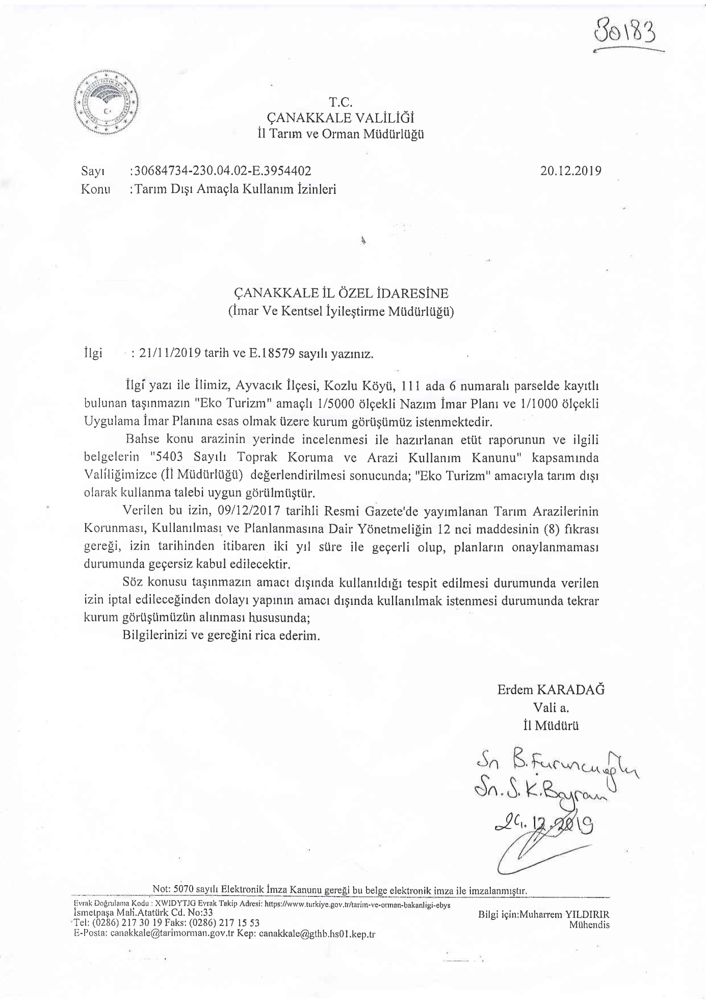 30183
T.C.
ÇANAKKALE VALİLİĞİ
İl Tarım ve Orman Müdürlüğü
Sayı :30684734-230.04.02-E.3954402 20.12.2019
Konu :Tarım Dışı Amaçla Kullanım İzinleri
ÇANAKKALE İL ÖZEL İDARESİNE
(İmar Ve Kentsel İyileştirme Müdürlüğü)
İlgi : 21/11/2019 tarih ve E.18579 sayılı yazınız.
İlgi yazı ile İlimiz, Ayvacık İlçesi, Kozlu Köyü, 111 ada 6 numaralı parselde kayıtlı
bulunan taşınmazın "Eko Turizm" amaçlı 1/5000 ölçekli Nazım İmar Planı ve 1/1000 ölçekli
Uygulama İmar Planına esas olmak üzere kurum görüşümüz istenmektedir.
Bahse konu arazinin yerinde incelenmesi ile hazırlanan etüt raporunun ve ilgili
belgelerin "5403 Sayılı Toprak Koruma ve Arazi Kullanım Kanunu" kapsamında
Valiliğimizce (İl Müdürlüğü) değerlendirilmesi sonucunda; "Eko Turizm" amacıyla tarım dışı
olarak kullanma talebi uygun görülmüştür.
Verilen bu izin, 09/12/2017 tarihli Resmi Gazete'de yayımlanan Tarım Arazilerinin
Korunması, Kullanılması ve Planlanmasına Dair Yönetmeliğin 12 nci maddesinin (8) fıkrası
gereği, izin tarihinden itibaren iki yıl süre ile geçerli olup, planların onaylanmaması
durumunda geçersiz kabul edilecektir.
Söz konusu taşınmazın amacı dışında kullanıldığı tespit edilmesi durumunda verilen
izin iptal edileceğinden dolayı yapının amacı dışında kullanılmak istenmesi durumunda tekrar
kurum görüşümüzün alınması hususunda;
Bilgilerinizi ve gereğini rica ederim.
Erdem KARADAĞ
Vali a.
İl Müdürü
Sn B. Furuncuoğlu
Sn. S. K. Bayram
24.12.2019
Not: 5070 sayılı Elektronik İmza Kanunu gereği bu belge elektronik imza ile imzalanmıştır.
Evrak Doğrulama Kodu : XWIDYTJG Evrak Takip Adresi: https://www.turkiye.gov.tr/tarim-ve-orman-bakanligi-ebys
İsmetpaşa Mah.Atatürk Cd. No:33 Bilgi için:Muharrem YILDIRIR
Tel: (0286) 217 30 19 Faks: (0286) 217 15 53 Mühendis
E-Posta: canakkale@tarimorman.gov.tr Kep: canakkale@gthb.hs01.kep.tr